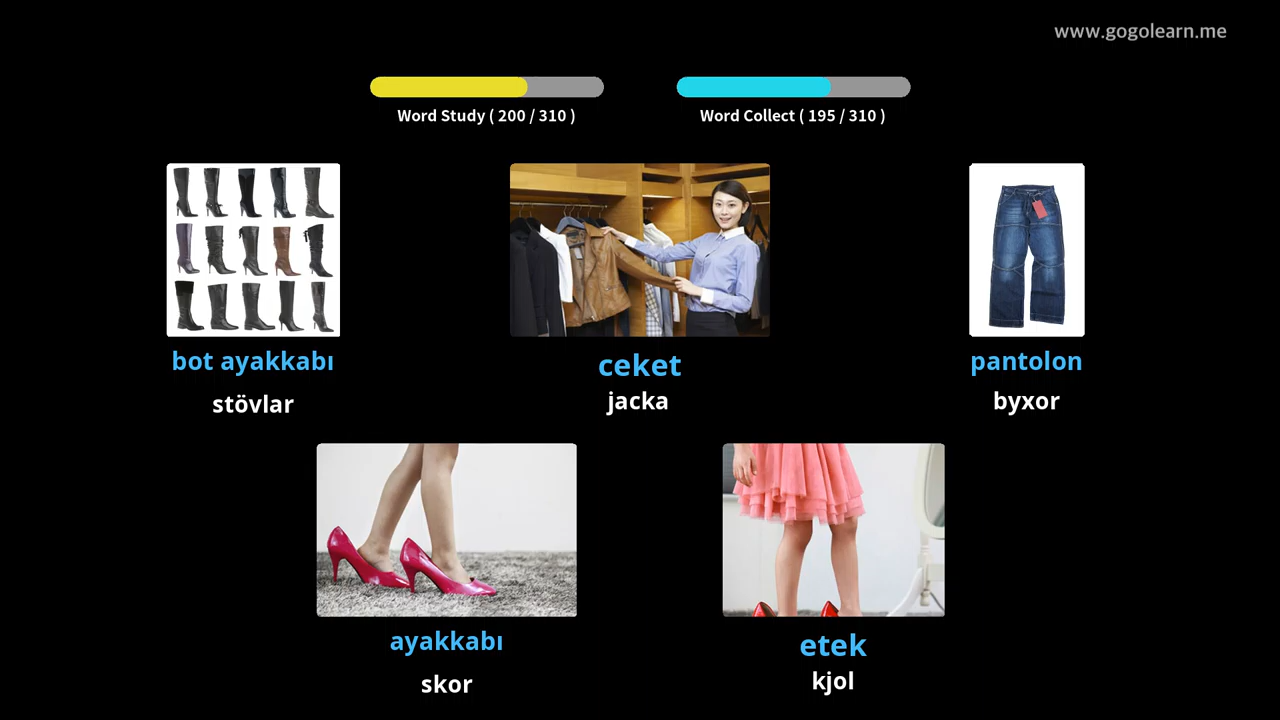 www.gogolearn.me
Word Study ( 200 / 310 )
Word Collect ( 195 / 310 )
bot ayakkabı
stövlar
ceket
jacka
pantolon
byxor
ayakkabı
skor
etek
kjol